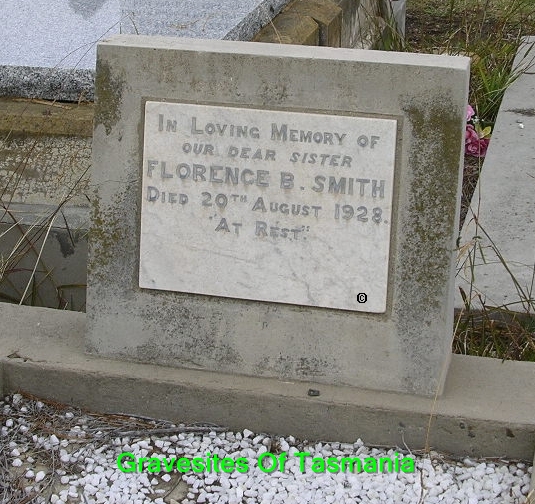 In Loving Memory of
our dear sister
FLORENCE B. SMITH
Died 20th August 1928.
"At Rest"
©
Gravesites Of Tasmania